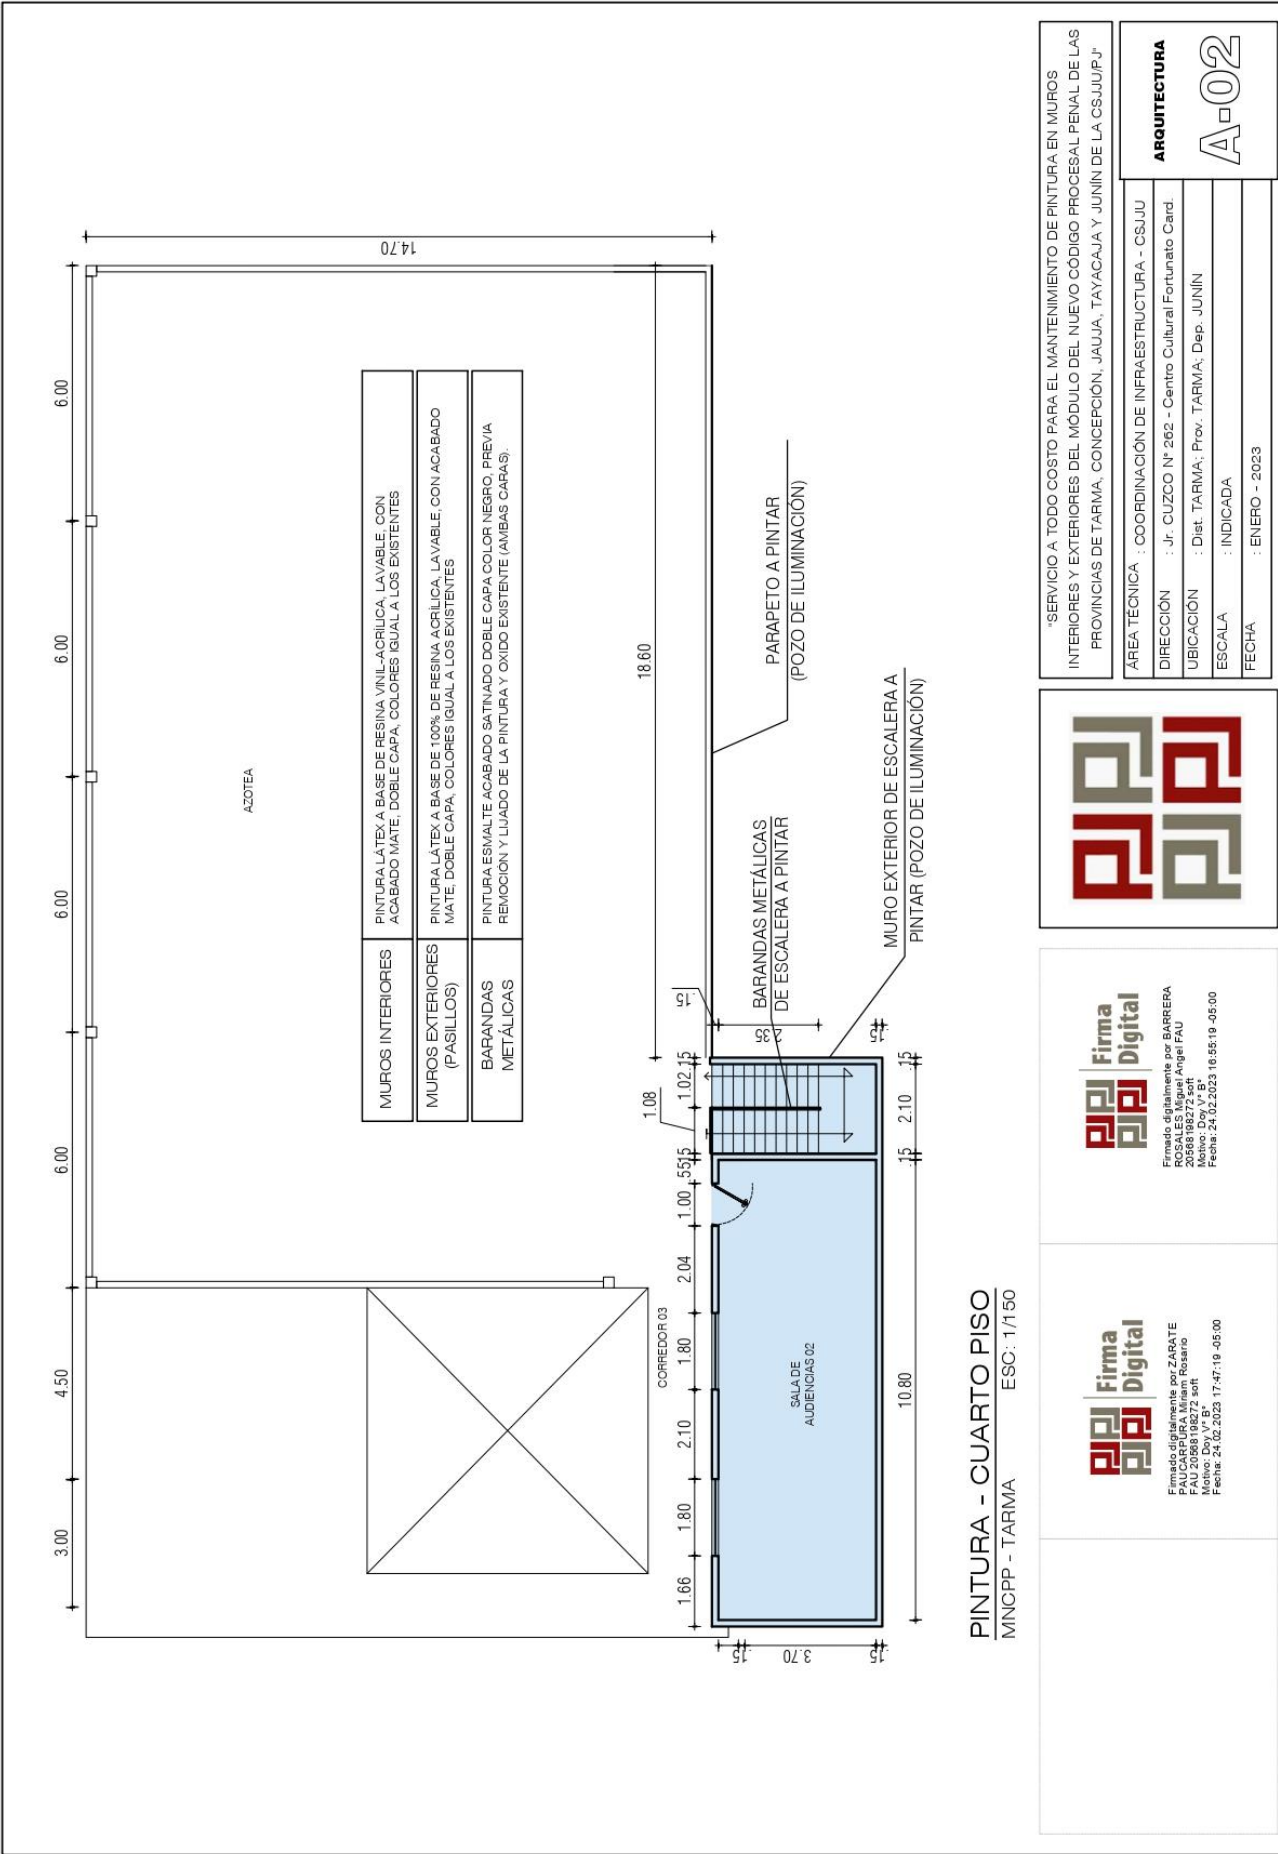 6.00
6.00
6.00
6.00
4.50
3.00
14.70
AZOTEA
MUROS INTERIORES
PINTURA LÁTEX A BASE DE RESINA VINIL-ACRÍLICA, LAVABLE, CON
ACABADO MATE, DOBLE CAPA, COLORES IGUAL A LOS EXISTENTES
MUROS EXTERIORES
(PASILLOS)
PINTURA LÁTEX A BASE DE 100% DE RESINA ACRÍLICA, LAVABLE, CON ACABADO
MATE, DOBLE CAPA, COLORES IGUAL A LOS EXISTENTES
BARANDAS
METÁLICAS
PINTURA ESMALTE ACABADO SATINADO DOBLE CAPA COLOR NEGRO, PREVIA
REMOCION Y LIJADO DE LA PINTURA Y OXIDO EXISTENTE (AMBAS CARAS).
18.60
CORREDOR 03
1.66
1.80
2.10
1.80
2.04
1.00
.55
.15
1.08
1.02
.15
.15
2.35
.15
.15
3.70
.15
SALA DE
AUDIENCIAS 02
10.80
.15
2.10
.15
PARAPETO A PINTAR
(POZO DE ILUMINACIÓN)
BARANDAS METÁLICAS
DE ESCALERA A PINTAR
MURO EXTERIOR DE ESCALERA A
PINTAR (POZO DE ILUMINACIÓN)
PINTURA - CUARTO PISO
MNCPP - TARMA
ESC: 1/150
Firma
Digital
Firmado digitalmente por ZARATE
PAUCARPURA Miriam Rosario
FAU 20568198272 soft
Motivo: Doy V° B°
Fecha: 24.02.2023 17:47:19 -05:00
Firma
Digital
Firmado digitalmente por BARRERA
ROSALES Miguel Angel FAU
20568198272 soft
Motivo: Doy V° B°
Fecha: 24.02.2023 16:55:19 -05:00
"SERVICIO A TODO COSTO PARA EL MANTENIMIENTO DE PINTURA EN MUROS
INTERIORES Y EXTERIORES DEL MÓDULO DEL NUEVO CÓDIGO PROCESAL PENAL DE LAS
PROVINCIAS DE TARMA, CONCEPCIÓN, JAUJA, TAYACAJA Y JUNÍN DE LA CSJJU/PJ"
ÁREA TÉCNICA : COORDINACIÓN DE INFRAESTRUCTURA - CSJJU
DIRECCIÓN : Jr. CUZCO N° 262 - Centro Cultural Fortunato Card.
UBICACIÓN : Dist. TARMA; Prov. TARMA; Dep. JUNÍN
ESCALA : INDICADA
FECHA : ENERO - 2023
ARQUITECTURA
A-02